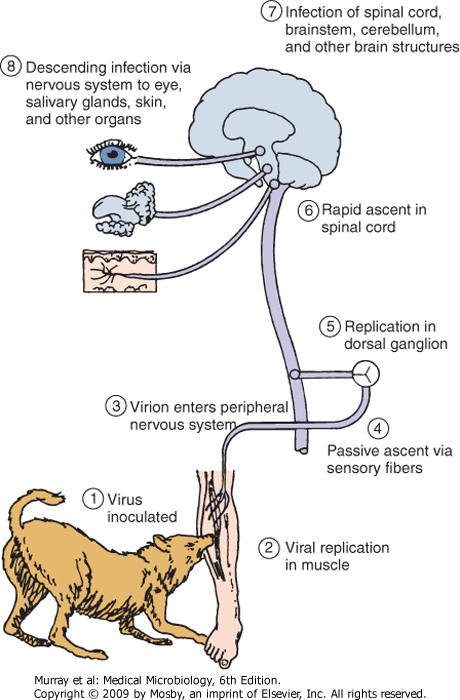 ⑦ Infection of spinal cord,
brainstem, cerebellum,
and other brain structures
⑧ Descending infection via
nervous system to eye,
salivary glands, skin,
and other organs
⑥ Rapid ascent in
spinal cord
⑤ Replication in
dorsal ganglion
③ Virion enters peripheral
nervous system
④
Passive ascent via
sensory fibers
① Virus
inoculated
② Viral replication
in muscle
Murray et al: Medical Microbiology, 6th Edition.
Copyright © 2009 by Mosby, an imprint of Elsevier, Inc. All rights reserved.